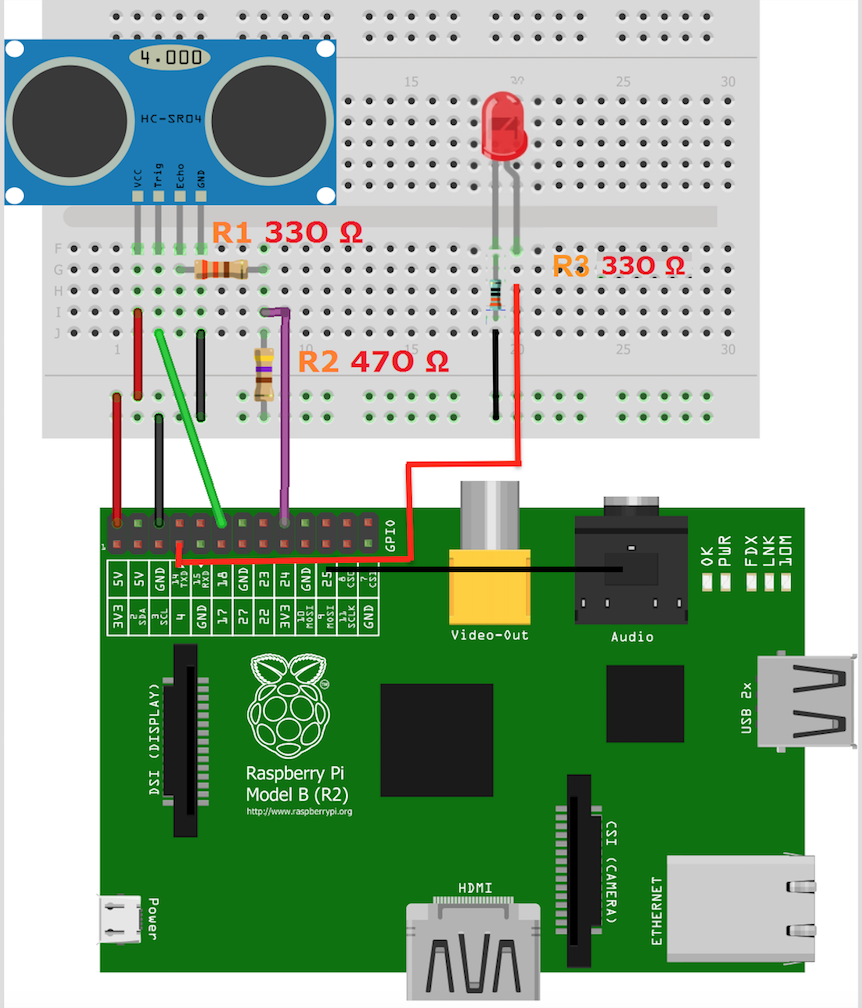 4.000
15
20
25
30
HC-SR04
VCC
Trig
Echo
GND
R1 330 Ω
F
G
H
I
J
R3 330 Ω
1
20
25
30
R2 470 Ω
GPIO
1
5V 5V GND 14 TXD 15 RXD 18 GND 23 24 GND 25 8 7
3V3 2 SDA 3 SCL 4 GND 17 27 22 3V3 10 MOSI 9 MOSI 11 SCLK GND
OK
PWR
FDX
LNK
10M
Video-Out
Audio
USB 2x
DSI (DISPLAY)
TM
Raspberry Pi
Model B (R2)
http://www.raspberrypi.org
CSI (CAMERA)
HDMI
ETHERNET
Power